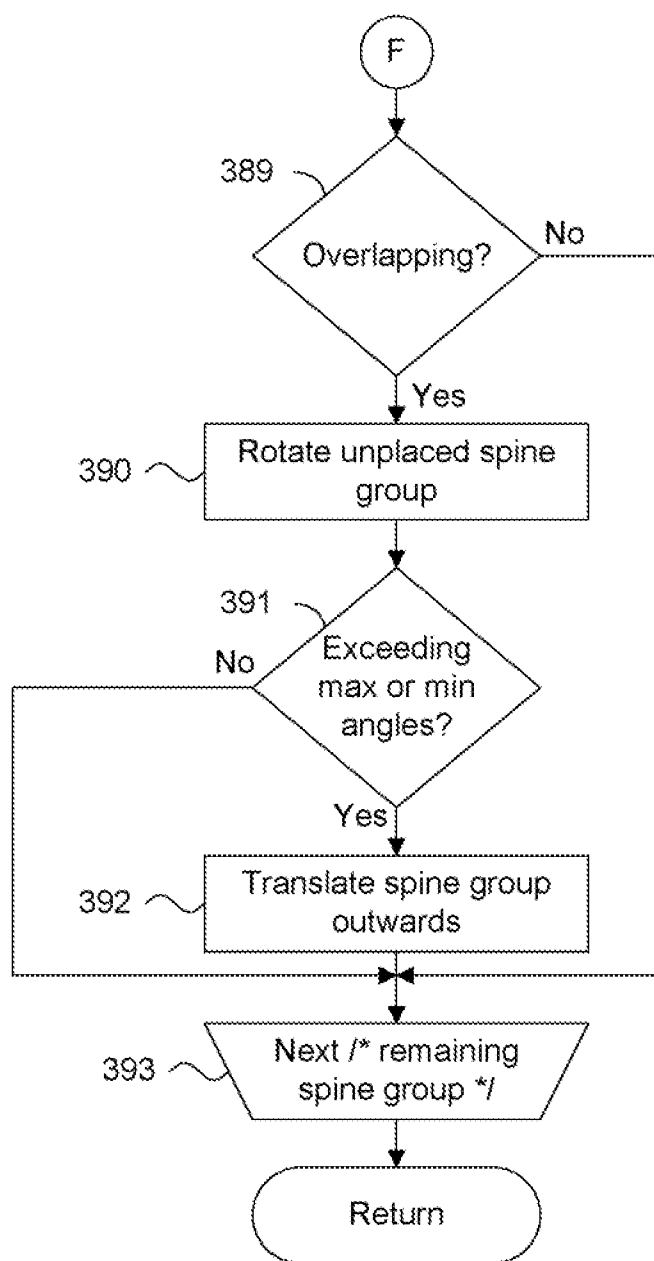 F
389
Overlapping?
No
Yes
390
Rotate unplaced spine
group
391
No
Exceeding
max or min
angles?
Yes
392
Translate spine group
outwards
393
Next /* remaining
spine group */
Return